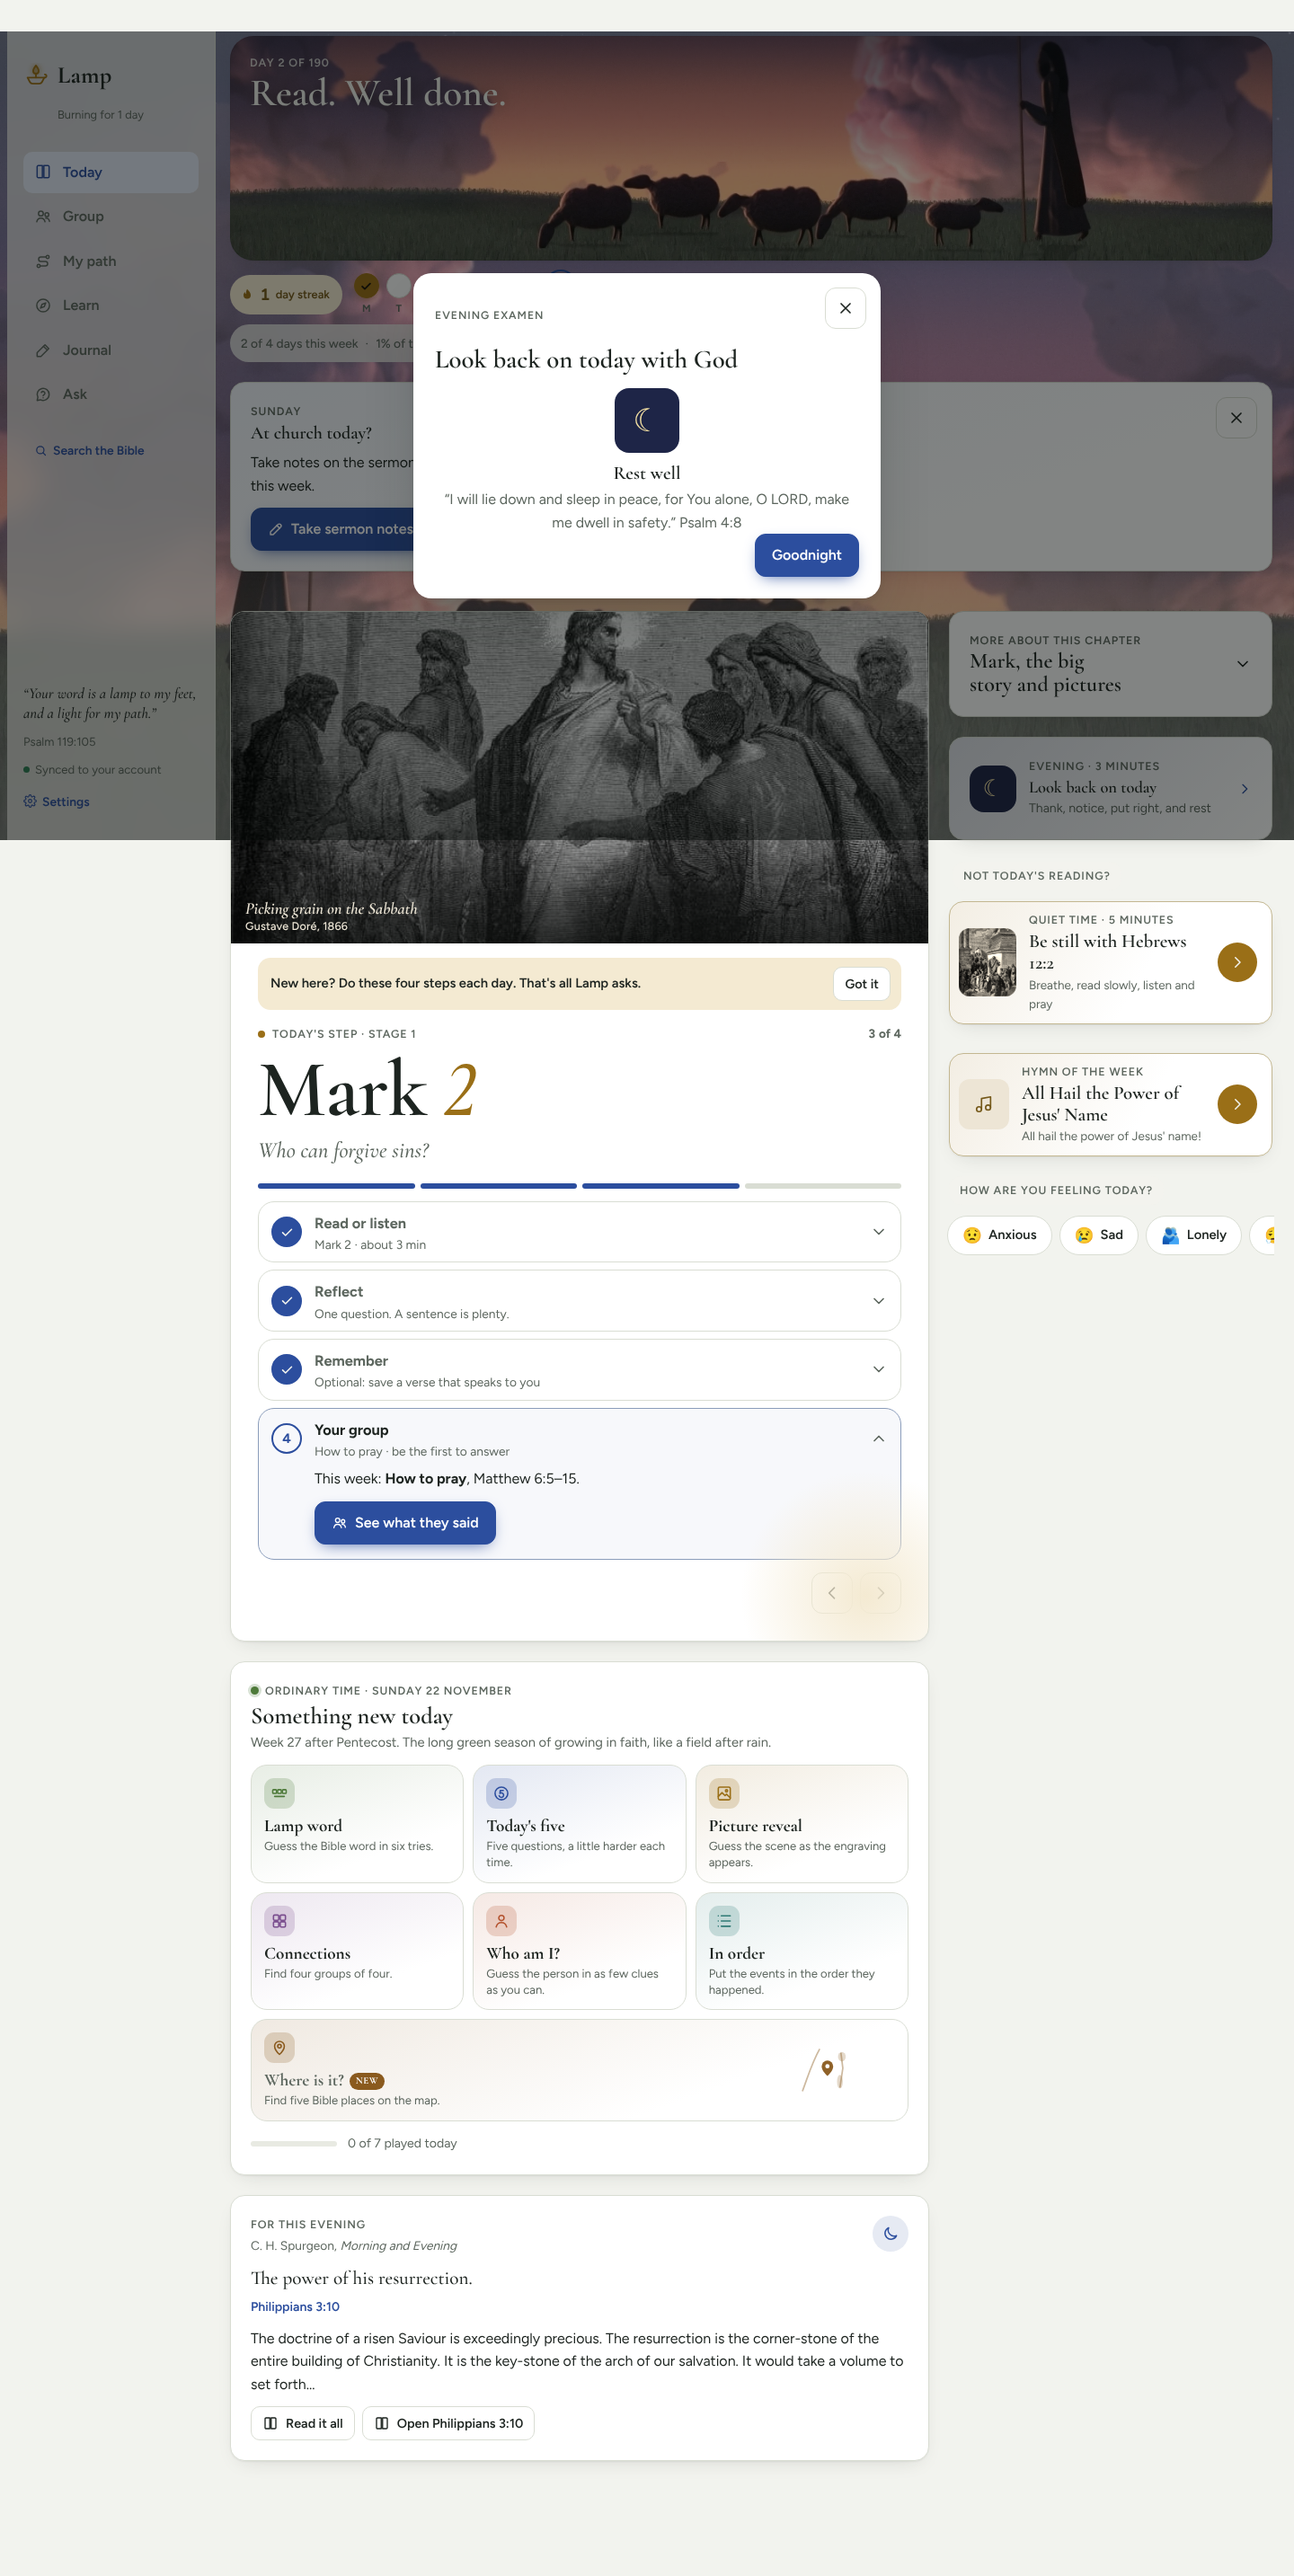 Lamp
Burning for 1 day
Today
Group
My path
Learn
Journal
Ask
Search the Bible
“Your word is a lamp to my feet,
and a light for my path.”
Psalm 119:105
Synced to your account
Settings
DAY 2 OF 190
Read. Well done.
1 day streak
M T
2 of 4 days this week · 1% of t
SUNDAY
At church today?
Take notes on the sermon
this week.
Take sermon notes
EVENING EXAMEN
Look back on today with God
Rest well
“I will lie down and sleep in peace, for You alone, O LORD, make
me dwell in safety.” Psalm 4:8
Goodnight
Picking grain on the Sabbath
Gustave Doré, 1866
New here? Do these four steps each day. That's all Lamp asks.
Got it
TODAY'S STEP · STAGE 1
3 of 4
Mark 2
Who can forgive sins?
Read or listen
Mark 2 · about 3 min
Reflect
One question. A sentence is plenty.
Remember
Optional: save a verse that speaks to you
4
Your group
How to pray · be the first to answer
This week: How to pray, Matthew 6:5–15.
See what they said
MORE ABOUT THIS CHAPTER
Mark, the big
story and pictures
EVENING · 3 MINUTES
Look back on today
Thank, notice, put right, and rest
NOT TODAY'S READING?
QUIET TIME · 5 MINUTES
Be still with Hebrews
12:2
Breathe, read slowly, listen and
pray
HYMN OF THE WEEK
All Hail the Power of
Jesus' Name
All hail the power of Jesus' name!
HOW ARE YOU FEELING TODAY?
Anxious
Sad
Lonely
ORDINARY TIME · SUNDAY 22 NOVEMBER
Something new today
Week 27 after Pentecost. The long green season of growing in faith, like a field after rain.
Lamp word
Guess the Bible word in six tries.
5
Today's five
Five questions, a little harder each
time.
Picture reveal
Guess the scene as the engraving
appears.
Connections
Find four groups of four.
Who am I?
Guess the person in as few clues
as you can.
In order
Put the events in the order they
happened.
Where is it? NEW
Find five Bible places on the map.
0 of 7 played today
FOR THIS EVENING
C. H. Spurgeon, Morning and Evening
The power of his resurrection.
Philippians 3:10
The doctrine of a risen Saviour is exceedingly precious. The resurrection is the corner-stone of the
entire building of Christianity. It is the key-stone of the arch of our salvation. It would take a volume to
set forth...
Read it all
Open Philippians 3:10